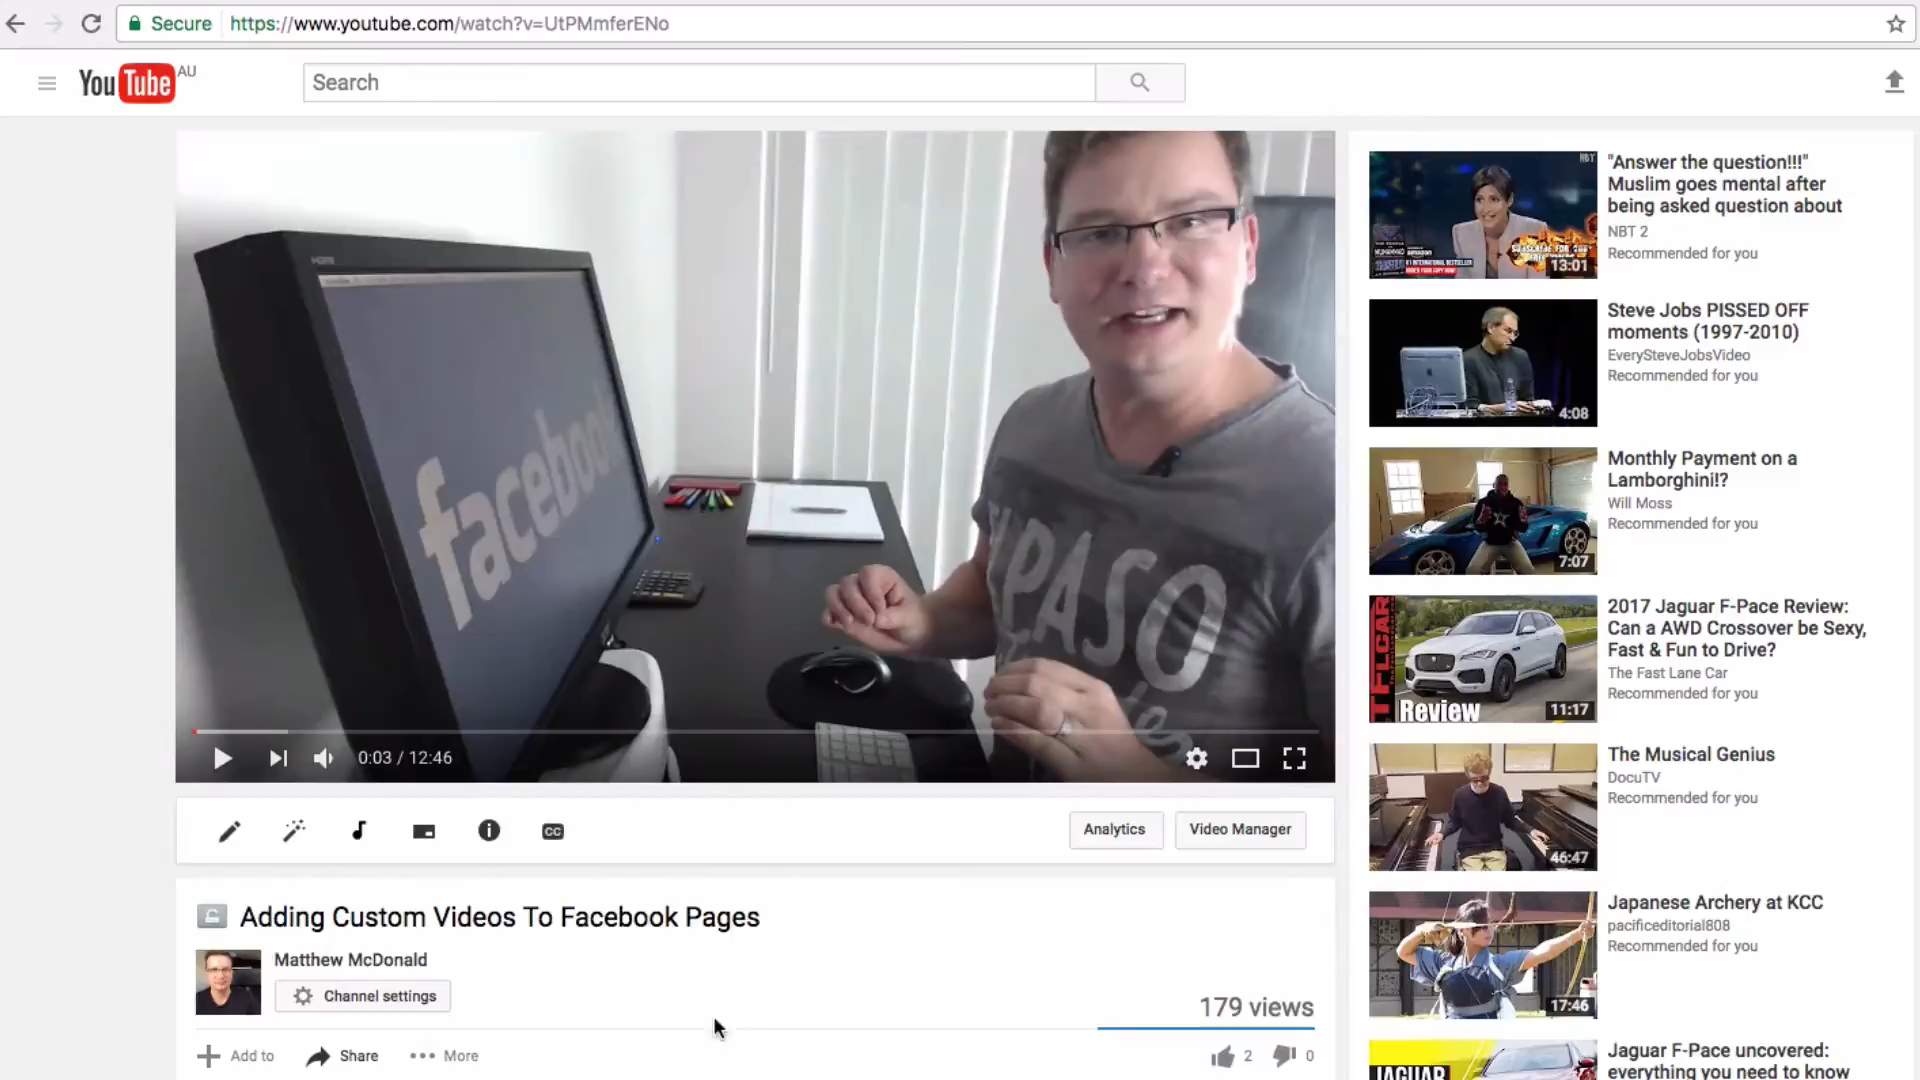 Secure https://www.youtube.com/watch?v=UtPMmferENo
YouTube AU
Search
facebook
PASO
0:03 / 12:46
Analytics
Video Manager
CC
Adding Custom Videos To Facebook Pages
Matthew McDonald
Channel settings
179 views
Add to
Share
More
2
0
NBT
13:01
"Answer the question!!!"
Muslim goes mental after
being asked question about
NBT 2
Recommended for you
4:08
Steve Jobs PISSED OFF
moments (1997-2010)
EverySteveJobsVideo
Recommended for you
7:07
Monthly Payment on a
Lamborghini!?
Will Moss
Recommended for you
TFLCAR
Review
11:17
2017 Jaguar F-Pace Review:
Can a AWD Crossover be Sexy,
Fast & Fun to Drive?
The Fast Lane Car
Recommended for you
46:47
The Musical Genius
DocuTV
Recommended for you
17:46
Japanese Archery at KCC
pacificeditorial808
Recommended for you
JAGUAR
Jaguar F-Pace uncovered:
everything you need to know